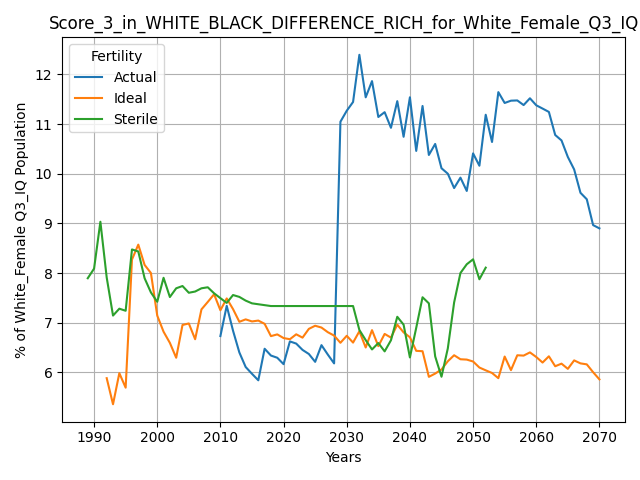 Score_3_in_WHITE_BLACK_DIFFERENCE_RICH_for_White_Female_Q3_IQ
Fertility
Actual
Ideal
Sterile
% of White_Female Q3_IQ Population
12
11
10
9
8
7
6
1990 2000 2010 2020 2030 2040 2050 2060 2070
Years